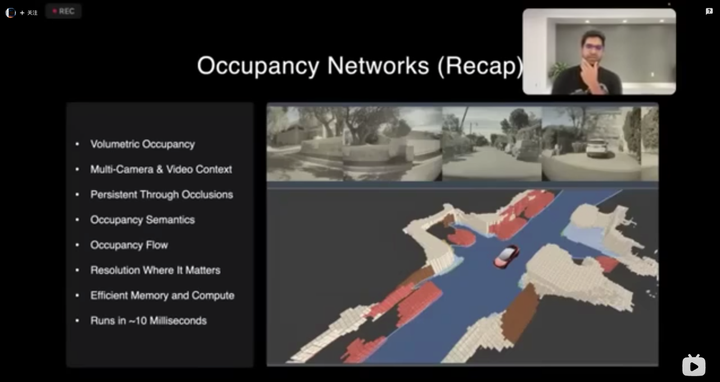 + 关注
REC
Occupancy Networks (Recap)
• Volumetric Occupancy
• Multi-Camera & Video Context
• Persistent Through Occlusions
• Occupancy Semantics
• Occupancy Flow
• Resolution Where It Matters
• Efficient Memory and Compute
• Runs in ~10 Milliseconds